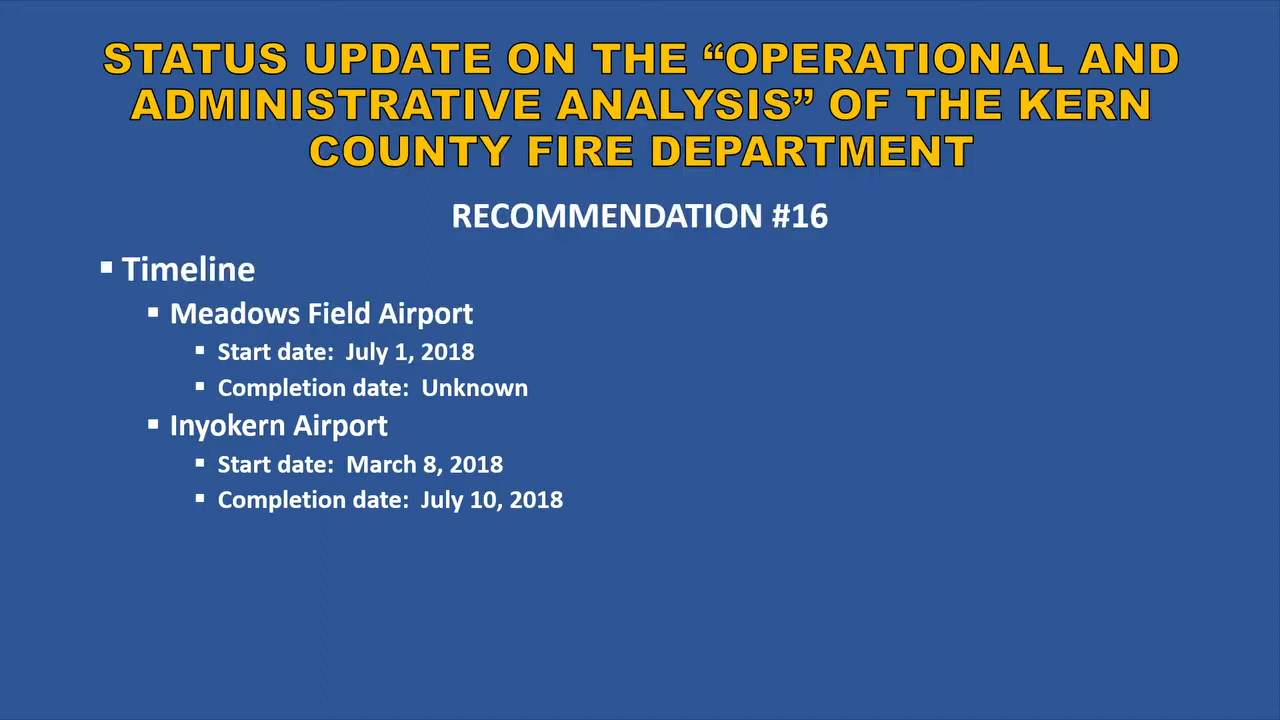 STATUS UPDATE ON THE “OPERATIONAL AND
ADMINISTRATIVE ANALYSIS” OF THE KERN
COUNTY FIRE DEPARTMENT
RECOMMENDATION #16
▪ Timeline
▪ Meadows Field Airport
▪ Start date: July 1, 2018
▪ Completion date: Unknown
▪ Inyokern Airport
▪ Start date: March 8, 2018
▪ Completion date: July 10, 2018